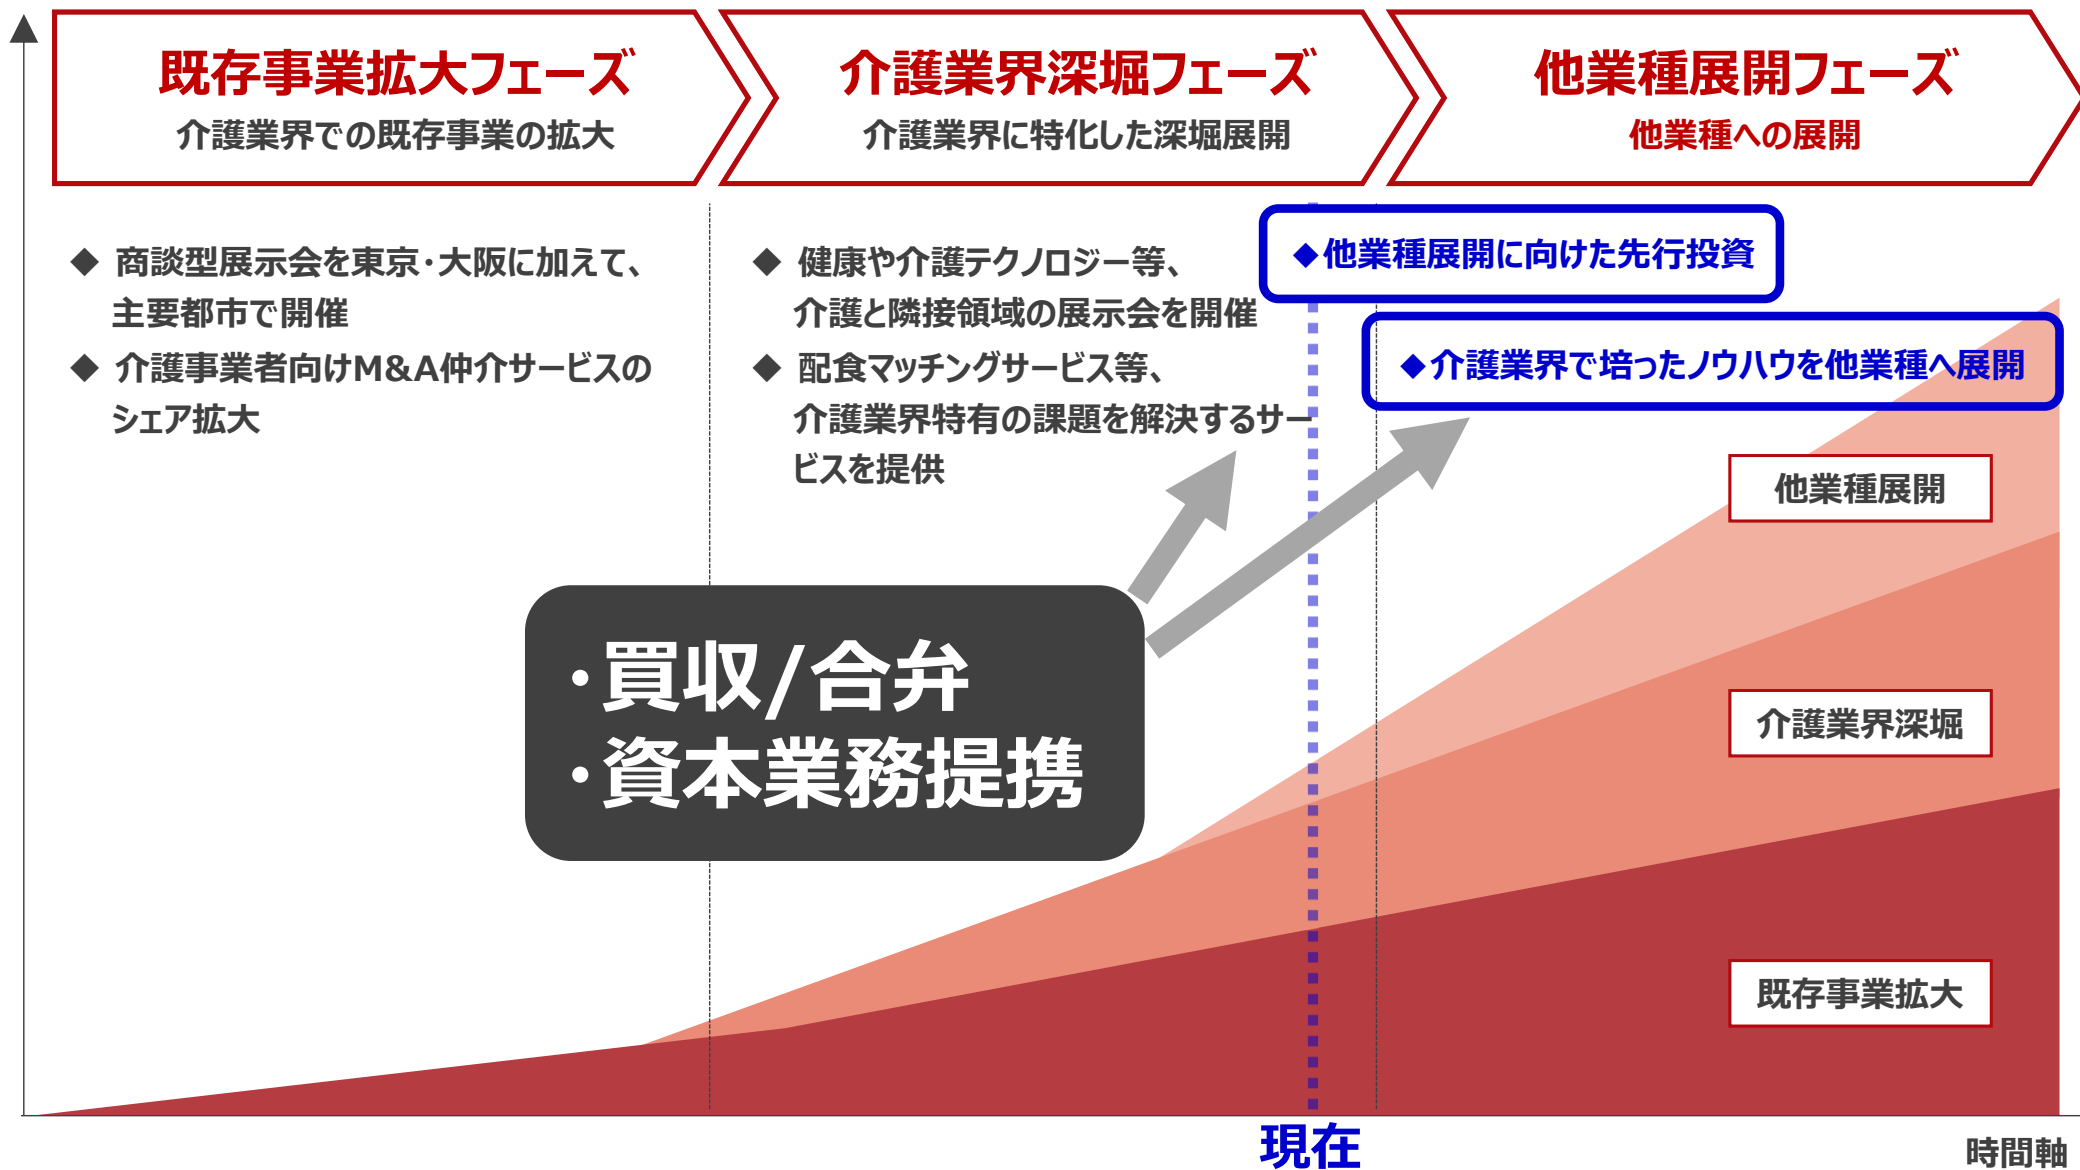 既存事業拡大フェーズ
介護業界での既存事業の拡大
介護業界深堀フェーズ
介護業界に特化した深堀展開
他業種展開フェーズ
他業種への展開
◆ 商談型展示会を東京・大阪に加えて、
主要都市で開催
◆ 介護事業者向けM&A仲介サービスの
シェア拡大
◆ 健康や介護テクノロジー等、
介護と隣接領域の展示会を開催
◆ 配食マッチングサービス等、
介護業界特有の課題を解決するサー
ビスを提供
◆他業種展開に向けた先行投資
◆介護業界で培ったノウハウを他業種へ展開
・買収/合弁
・資本業務提携
他業種展開
介護業界深堀
既存事業拡大
現在
時間軸